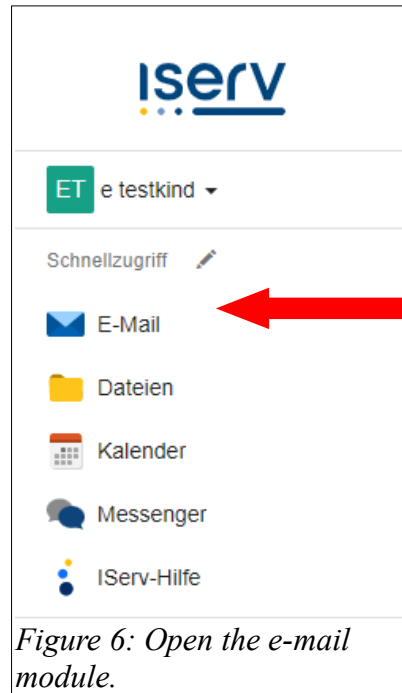 IServ
ET e testkind
Schnellzugriff
E-Mail
Dateien
Kalender
Messenger
IServ-Hilfe
Figure 6: Open the e-mail
module.